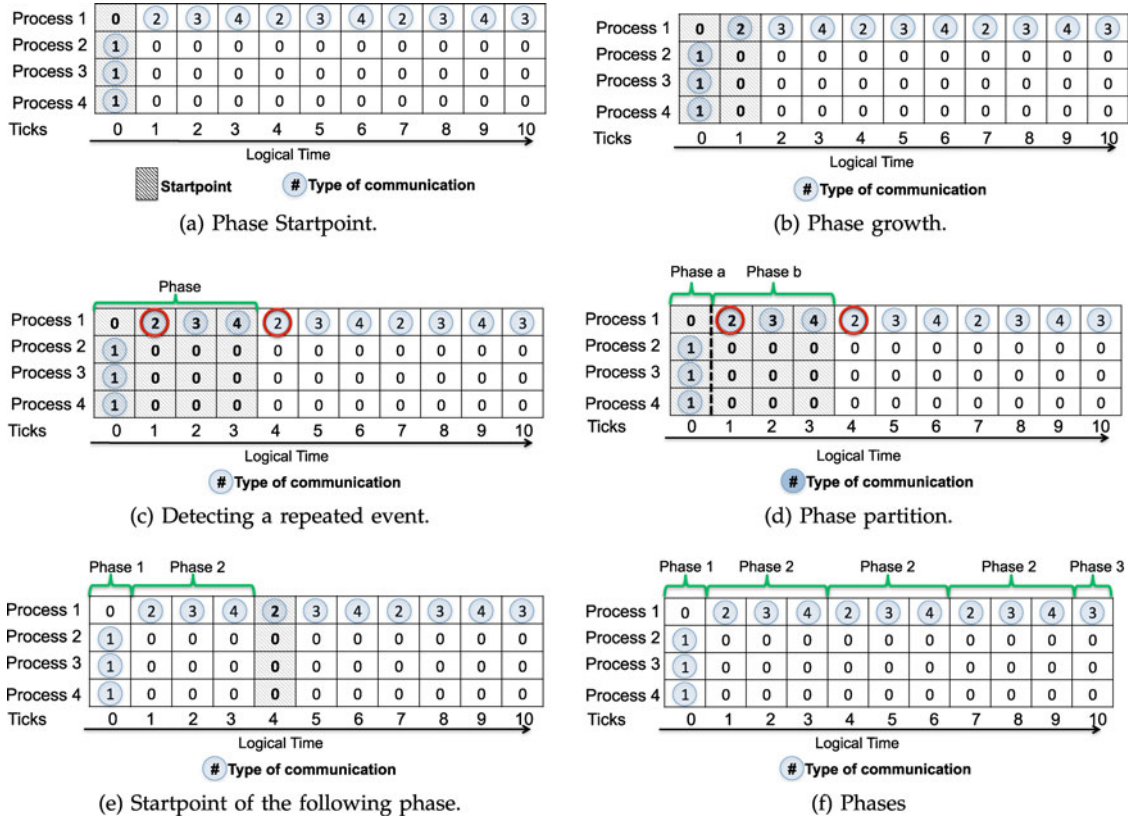 Process 1 0 2 3 4 2 3 4 2 3 4 3
Process 2 1 0 0 0 0 0 0 0 0 0 0
Process 3 1 0 0 0 0 0 0 0 0 0 0
Process 4 1 0 0 0 0 0 0 0 0 0 0
Ticks 0 1 2 3 4 5 6 7 8 9 10
Logical Time
Startpoint # Type of communication
(a) Phase Startpoint.
Process 1 0 2 3 4 2 3 4 2 3 4 3
Process 2 1 0 0 0 0 0 0 0 0 0 0
Process 3 1 0 0 0 0 0 0 0 0 0 0
Process 4 1 0 0 0 0 0 0 0 0 0 0
Ticks 0 1 2 3 4 5 6 7 8 9 10
Logical Time
# Type of communication
(b) Phase growth.
Phase
Process 1 0 2 3 4 2 3 4 2 3 4 3
Process 2 1 0 0 0 0 0 0 0 0 0 0
Process 3 1 0 0 0 0 0 0 0 0 0 0
Process 4 1 0 0 0 0 0 0 0 0 0 0
Ticks 0 1 2 3 4 5 6 7 8 9 10
Logical Time
# Type of communication
(c) Detecting a repeated event.
Phase a Phase b
Process 1 0 2 3 4 2 3 4 2 3 4 3
Process 2 1 0 0 0 0 0 0 0 0 0 0
Process 3 1 0 0 0 0 0 0 0 0 0 0
Process 4 1 0 0 0 0 0 0 0 0 0 0
Ticks 0 1 2 3 4 5 6 7 8 9 10
Logical Time
# Type of communication
(d) Phase partition.
Phase 1 Phase 2
Process 1 0 2 3 4 2 3 4 2 3 4 3
Process 2 1 0 0 0 0 0 0 0 0 0 0
Process 3 1 0 0 0 0 0 0 0 0 0 0
Process 4 1 0 0 0 0 0 0 0 0 0 0
Ticks 0 1 2 3 4 5 6 7 8 9 10
Logical Time
# Type of communication
(e) Startpoint of the following phase.
Phase 1 Phase 2 Phase 2 Phase 2 Phase 3
Process 1 0 2 3 4 2 3 4 2 3 4 3
Process 2 1 0 0 0 0 0 0 0 0 0 0
Process 3 1 0 0 0 0 0 0 0 0 0 0
Process 4 1 0 0 0 0 0 0 0 0 0 0
Ticks 0 1 2 3 4 5 6 7 8 9 10
Logical Time
# Type of communication
(f) Phases